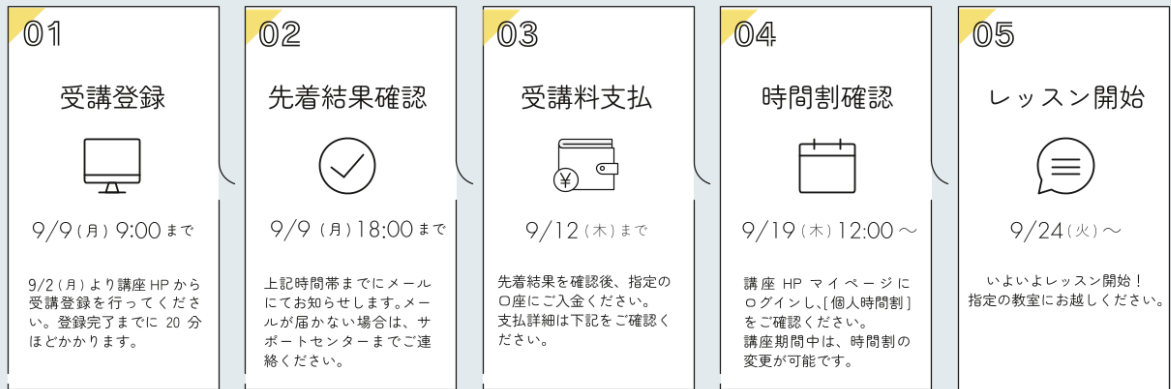 01
受講登録
9/9(月) 9:00まで
9/2(月)より講座HPから
受講登録を行ってくださ
い。登録完了までに 20 分
ほどかかります。
02
先着結果確認
9/9 (月)18:00まで
上記時間帯までにメール
にてお知らせします。メー
ルが届かない場合は、サ
ポートセンターまでご連
絡ください。
03
受講料支払
¥
9/12(木)まで
先着結果を確認後、指定の
口座にご入金ください。
支払詳細は下記をご確認く
ださい。
04
時間割確認
9/19(木)12:00〜
講座 HP マイページに
ログインし、[個人時間割]
をご確認ください。
講座期間中は、時間割の
変更が可能です。
05
レッスン開始
9/24(火)〜
いよいよレッスン開始!
指定の教室にお越しください。